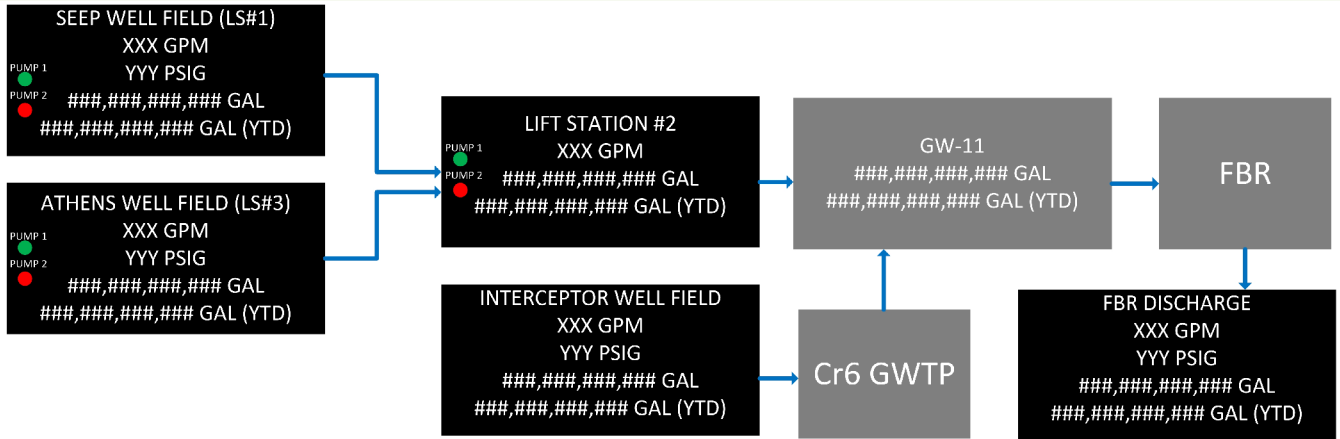 SEEP WELL FIELD (LS#1)
XXX GPM
YYY PSIG
###,###,###,### GAL
###,###,###,### GAL (YTD)
PUMP 1
PUMP 2
ATHENS WELL FIELD (LS#3)
XXX GPM
YYY PSIG
###,###,###,### GAL
###,###,###,### GAL (YTD)
PUMP 1
PUMP 2
LIFT STATION #2
XXX GPM
###,###,###,### GAL
###,###,###,### GAL (YTD)
PUMP 1
PUMP 2
INTERCEPTOR WELL FIELD
XXX GPM
YYY PSIG
###,###,###,### GAL
###,###,###,### GAL (YTD)
GW-11
###,###,###,### GAL
###,###,###,### GAL (YTD)
Cr6 GWTP
FBR
FBR DISCHARGE
XXX GPM
YYY PSIG
###,###,###,### GAL
###,###,###,### GAL (YTD)